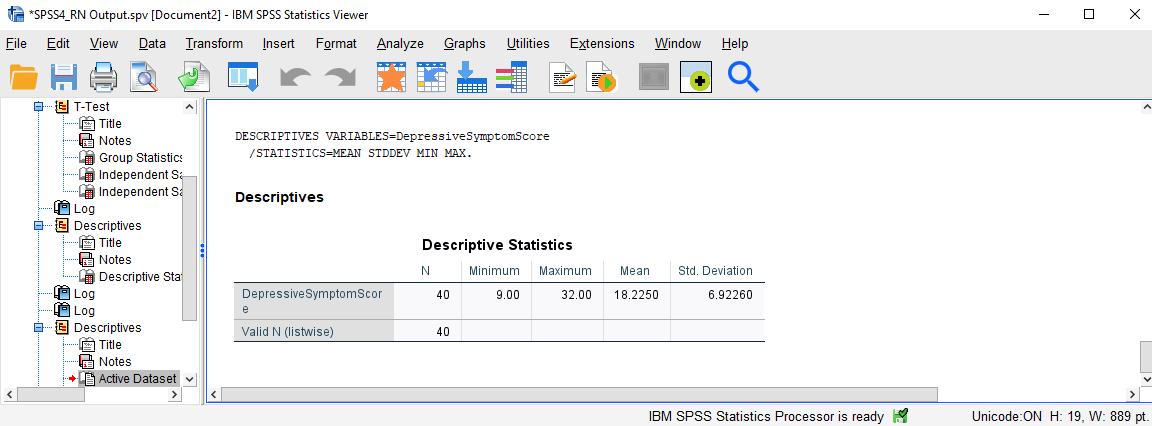 *SPSS4_RN Output.spv [Document2] - IBM SPSS Statistics Viewer
File Edit View Data Transform Insert Format Analyze Graphs Utilities Extensions Window Help
T-Test
Title
Notes
Group Statistics
Independent Sa
Independent Sa
Log
Descriptives
Title
Notes
Descriptive Stat
Log
Log
Descriptives
Title
Notes
Active Dataset
DESCRIPTIVES VARIABLES=DepressiveSymptomScore
/STATISTICS=MEAN STDDEV MIN MAX.
Descriptives
Descriptive Statistics
N Minimum Maximum Mean Std. Deviation
DepressiveSymptomScor
e 40 9.00 32.00 18.2250 6.92260
Valid N (listwise) 40
IBM SPSS Statistics Processor is ready Unicode:ON H: 19, W: 889 pt.